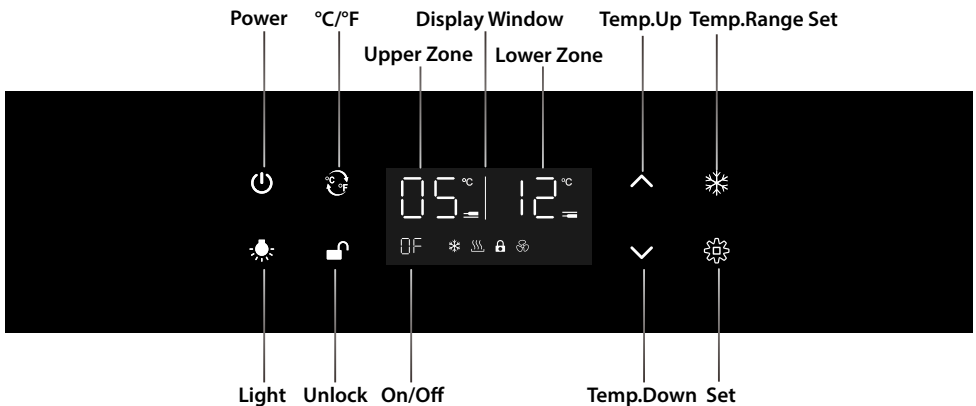 Power °C/°F Display Window Temp.Up Temp.Range Set
Upper Zone Lower Zone
°C °F
05 °C 12 °C
0F
Light Unlock On/Off Temp.Down Set